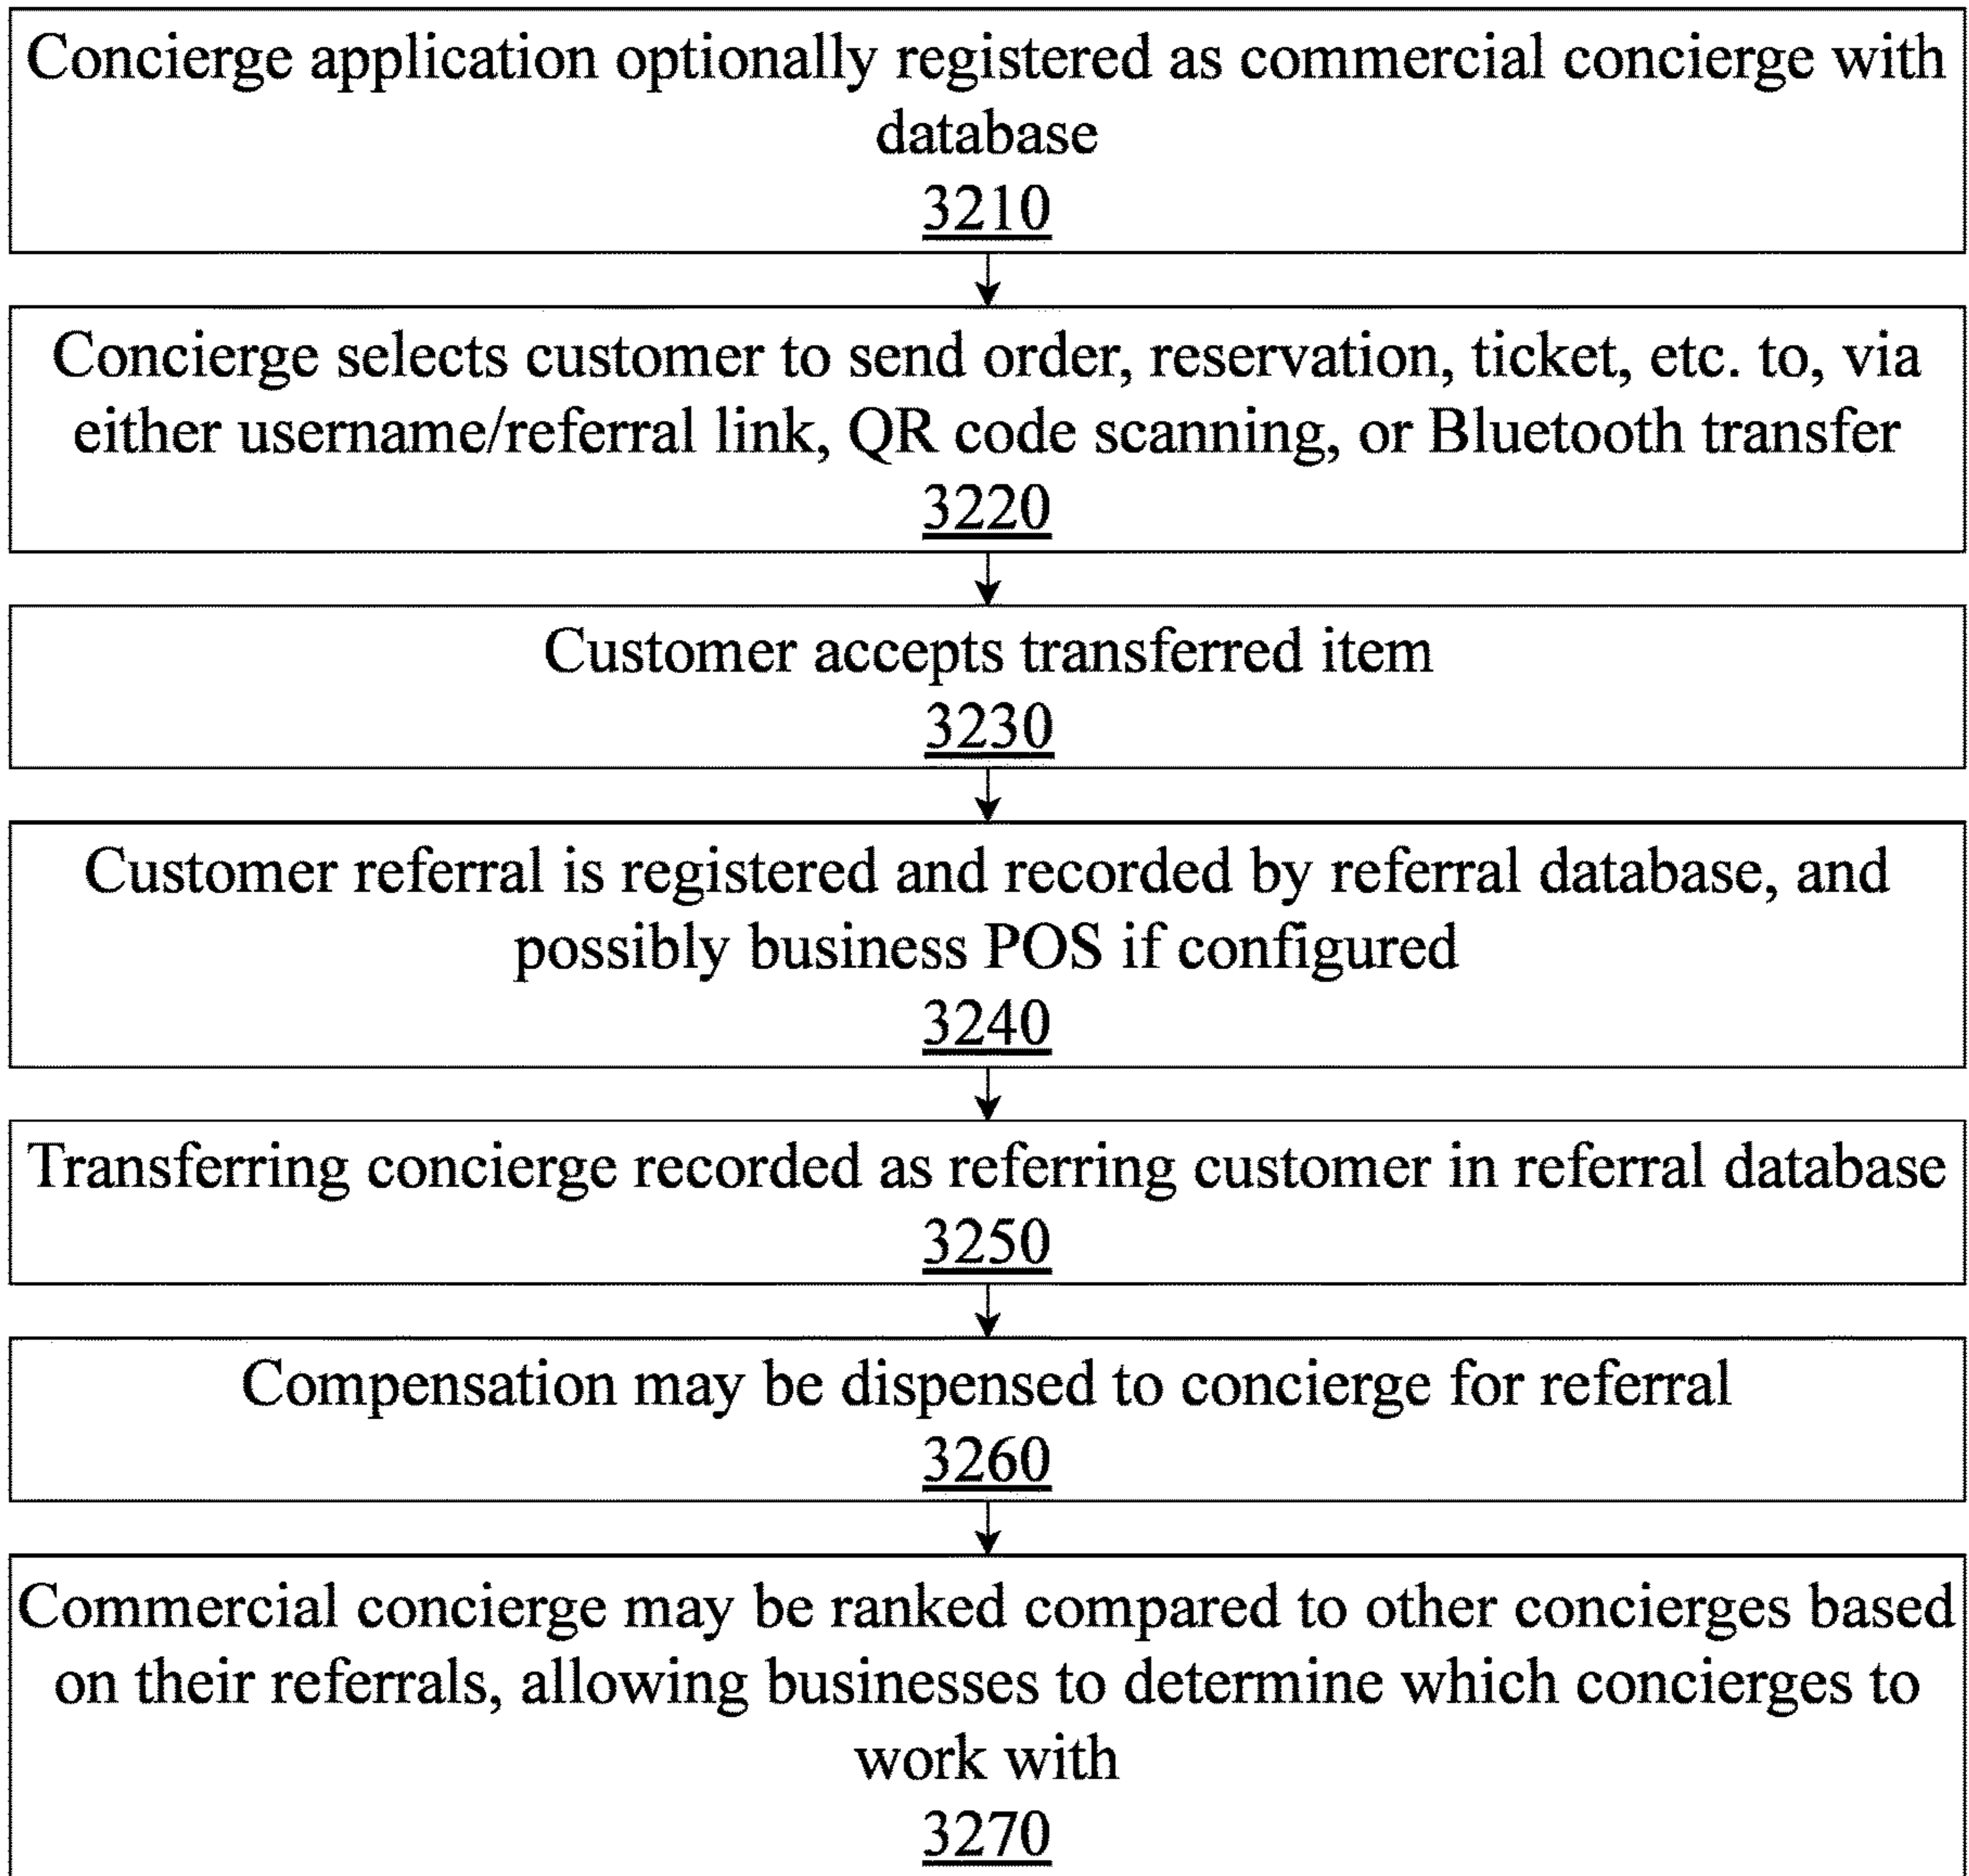 Concierge application optionally registered as commercial concierge with
database
3210
Concierge selects customer to send order, reservation, ticket, etc. to, via
either username/referral link, QR code scanning, or Bluetooth transfer
3220
Customer accepts transferred item
3230
Customer referral is registered and recorded by referral database, and
possibly business POS if configured
3240
Transferring concierge recorded as referring customer in referral database
3250
Compensation may be dispensed to concierge for referral
3260
Commercial concierge may be ranked compared to other concierges based
on their referrals, allowing businesses to determine which concierges to
work with
3270